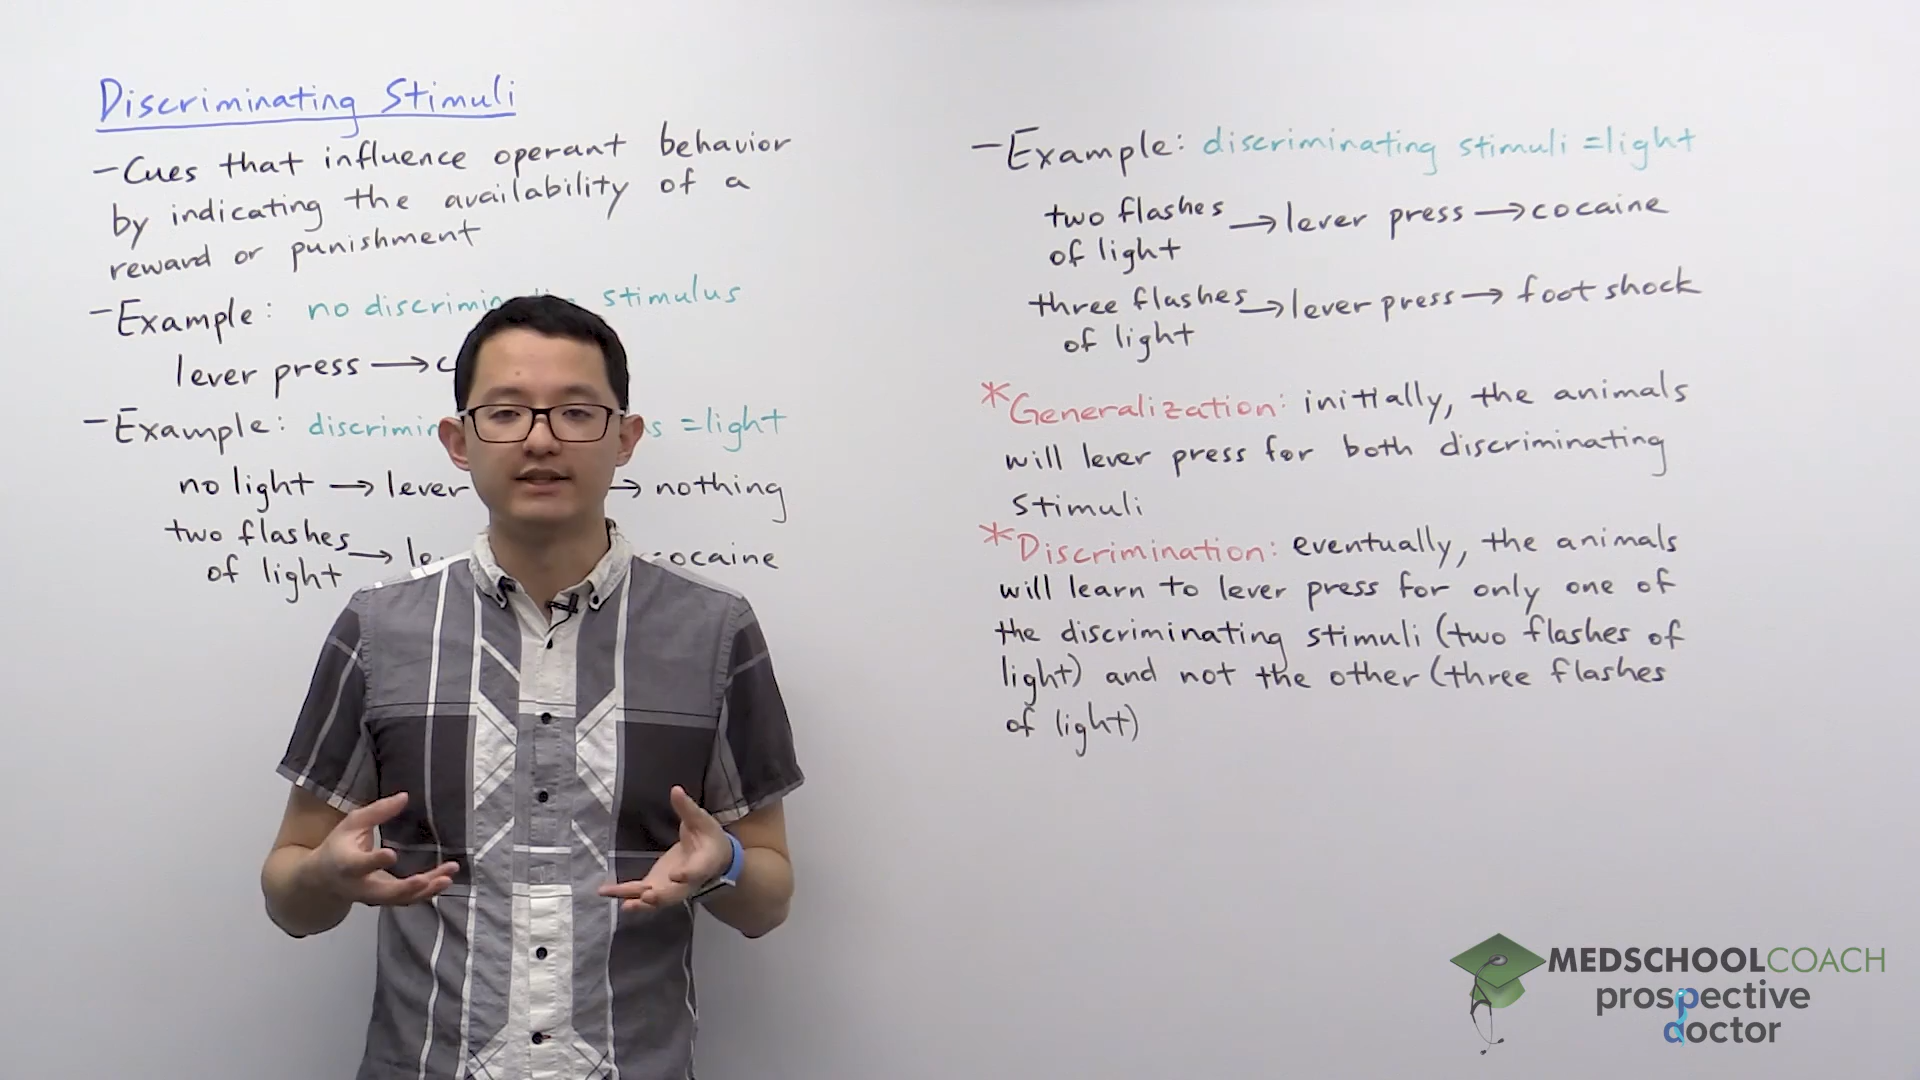 Discriminating Stimuli
-Cues that influence operant behavior
by indicating the availability of a
reward or punishment
-Example: no stimulus
lever press →
-Example: =light
no light → lever → nothing
two flashes
of light →
-Example: discriminating stimuli =light
two flashes → lever press → cocaine
of light
three flashes → lever press → foot shock
of light
*Generalization: initially, the animals
will lever press for both discriminating
stimuli
*Discrimination: eventually, the animals
will learn to lever press for only one of
the discriminating stimuli (two flashes of
light) and not the other (three flashes
of light)
MEDSCHOOLCOACH
prospective
doctor